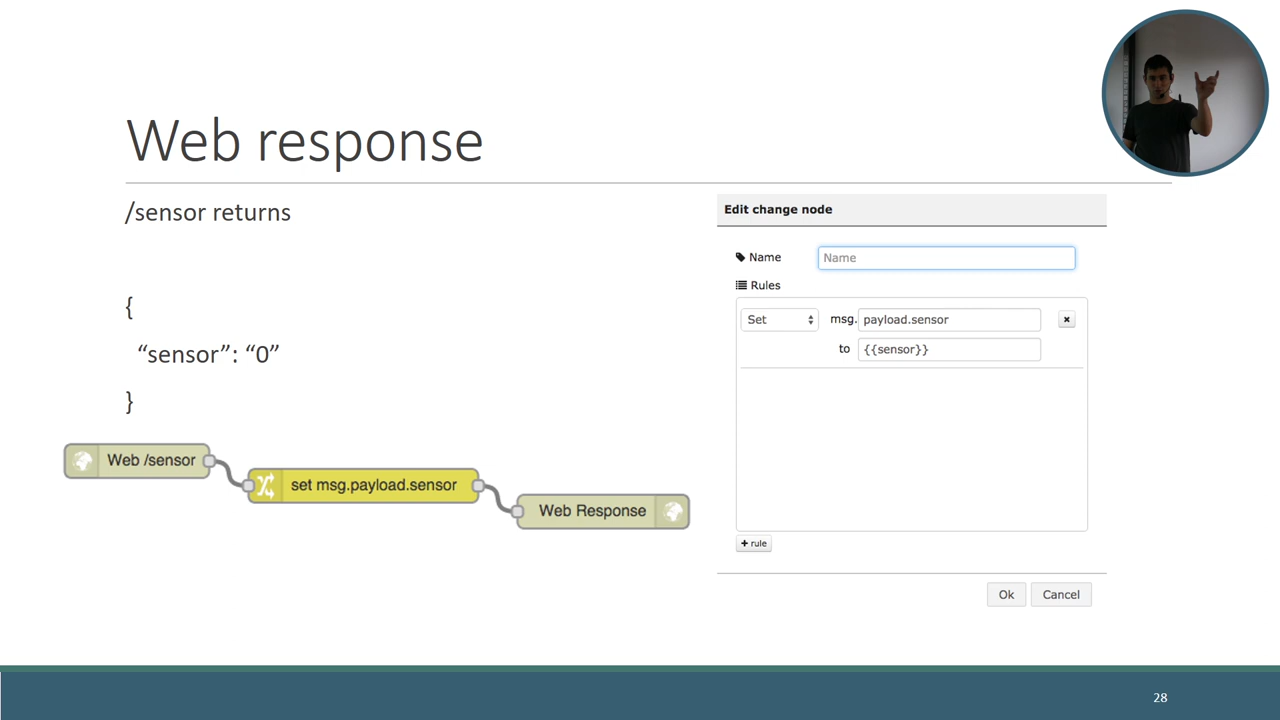 Web response
/sensor returns
{
“sensor”: “0”
}
Web /sensor
set msg.payload.sensor
Web Response
Edit change node
Name
Name
Rules
Set
msg.
payload.sensor
to
{{sensor}}
+ rule
Ok
Cancel
28